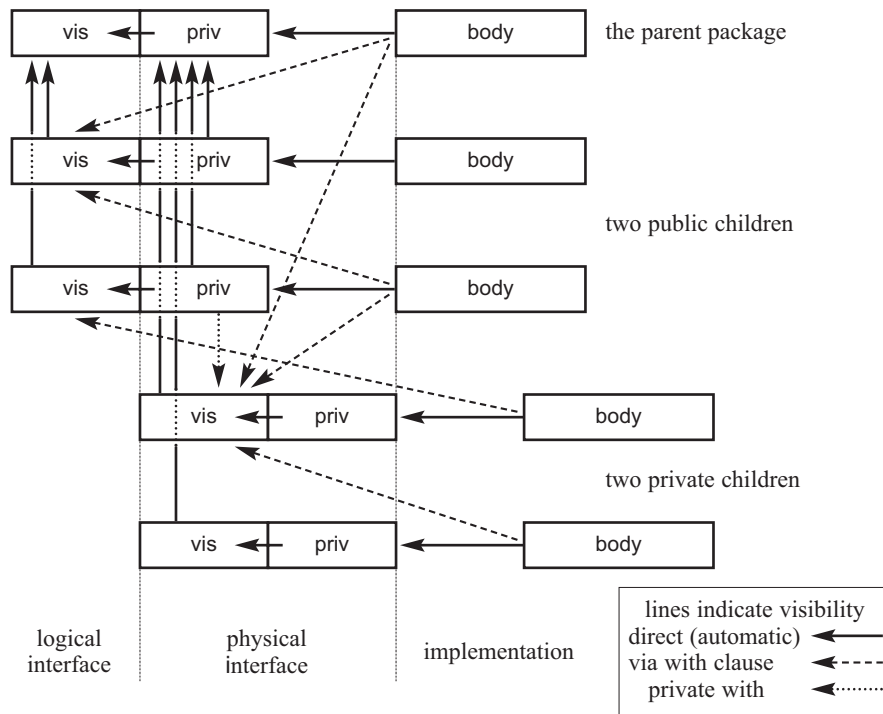 vis priv body the parent package
vis priv body
two public children
vis priv body
vis priv body
two private children
vis priv body
logical
interface
physical
interface
implementation
lines indicate visibility
direct (automatic)
via with clause
private with